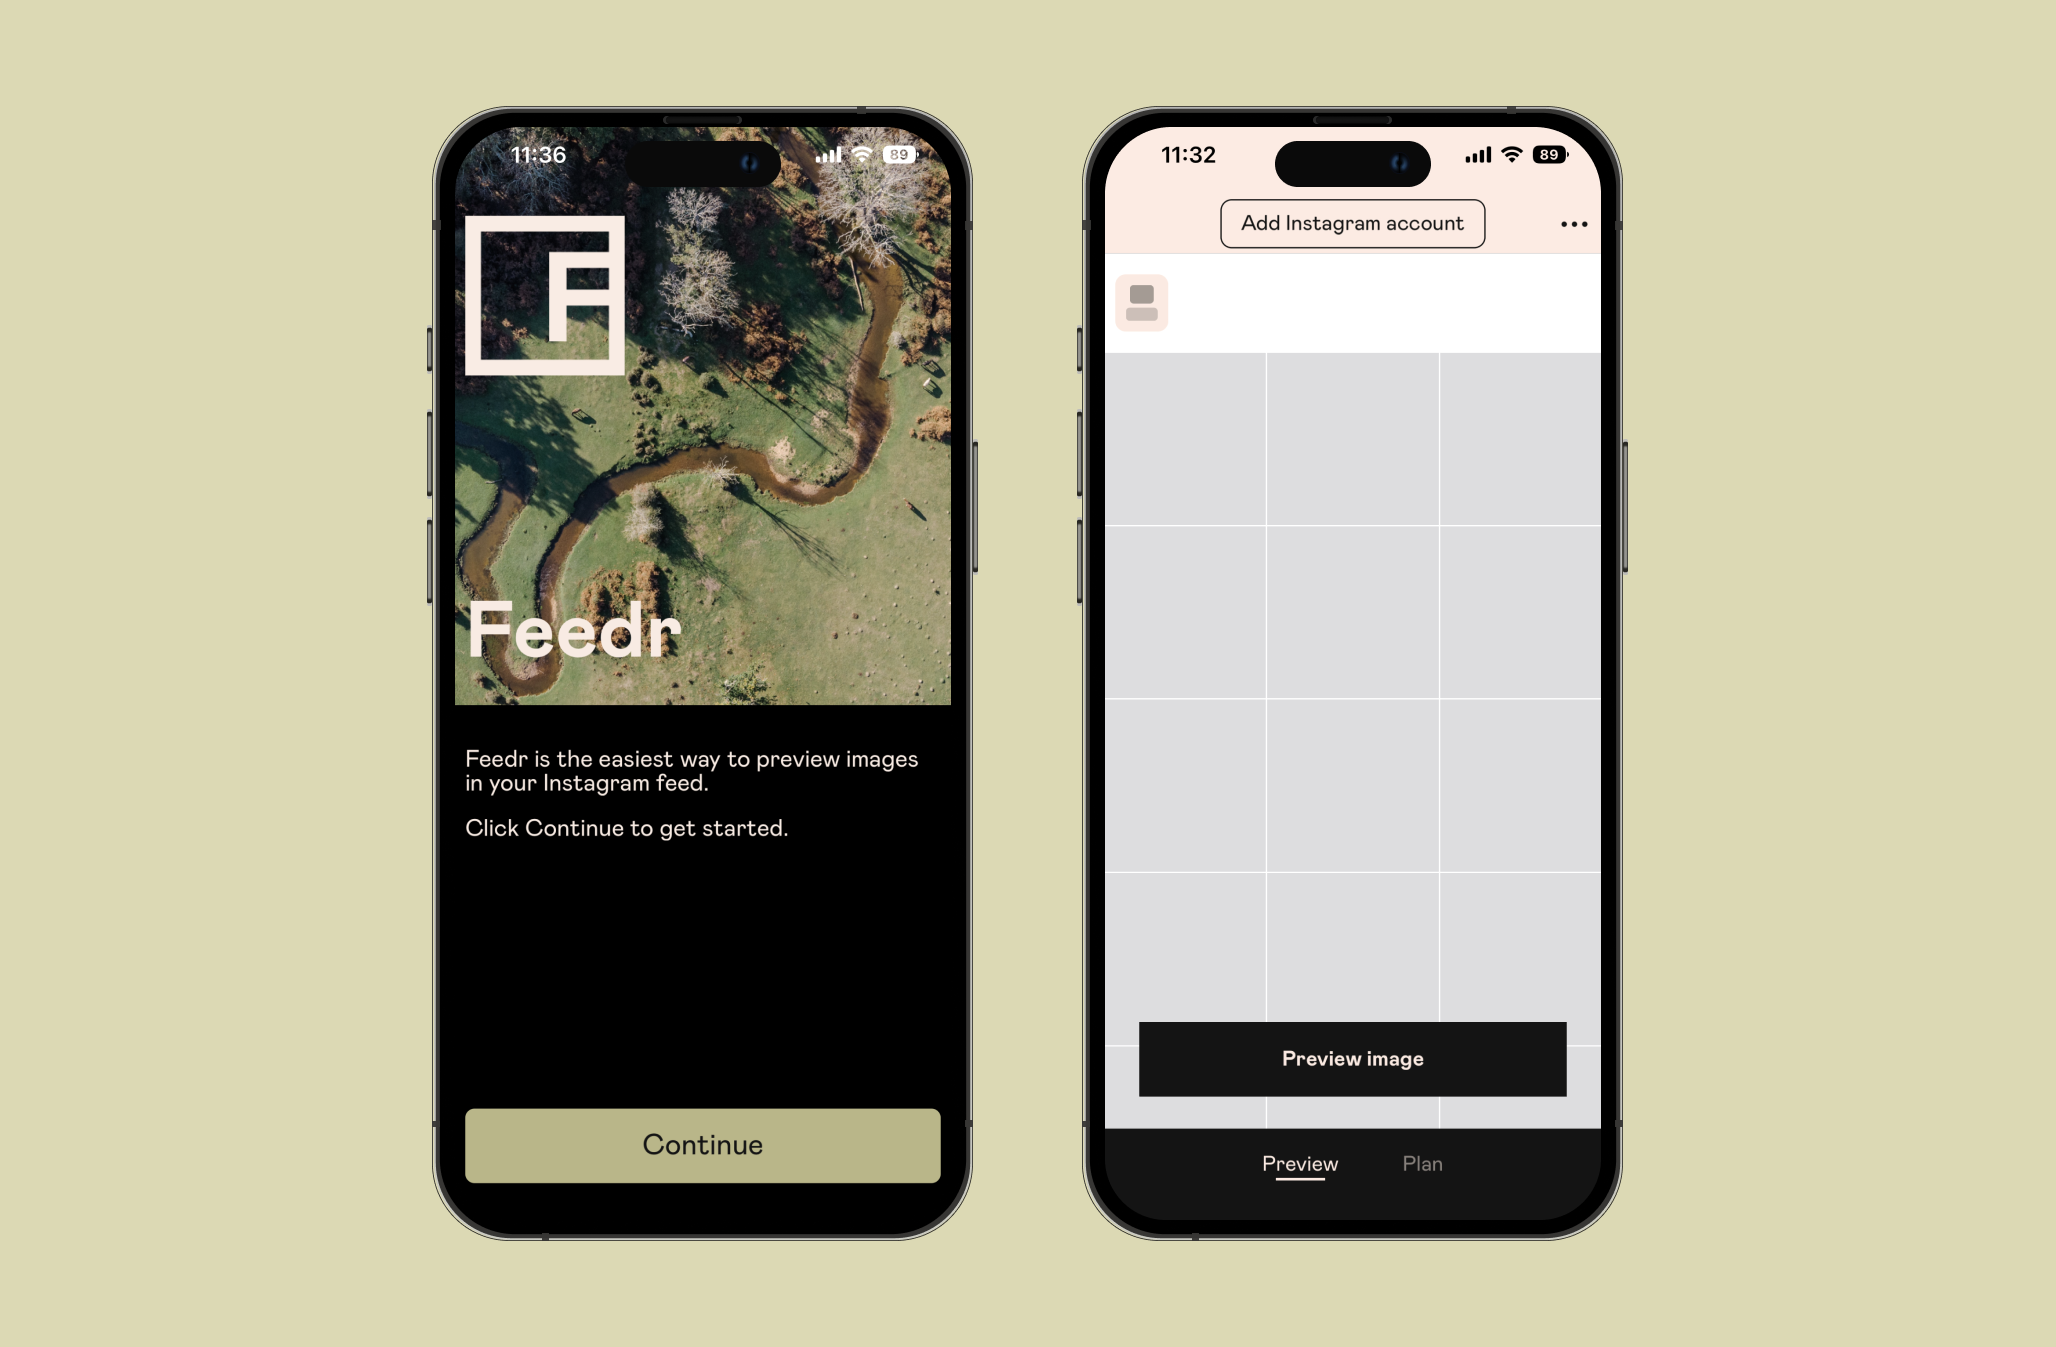 11:36
89
Feedr
Feedr is the easiest way to preview images
in your Instagram feed.
Click Continue to get started.
Continue
11:32
89
Add Instagram account
Preview image
Preview
Plan